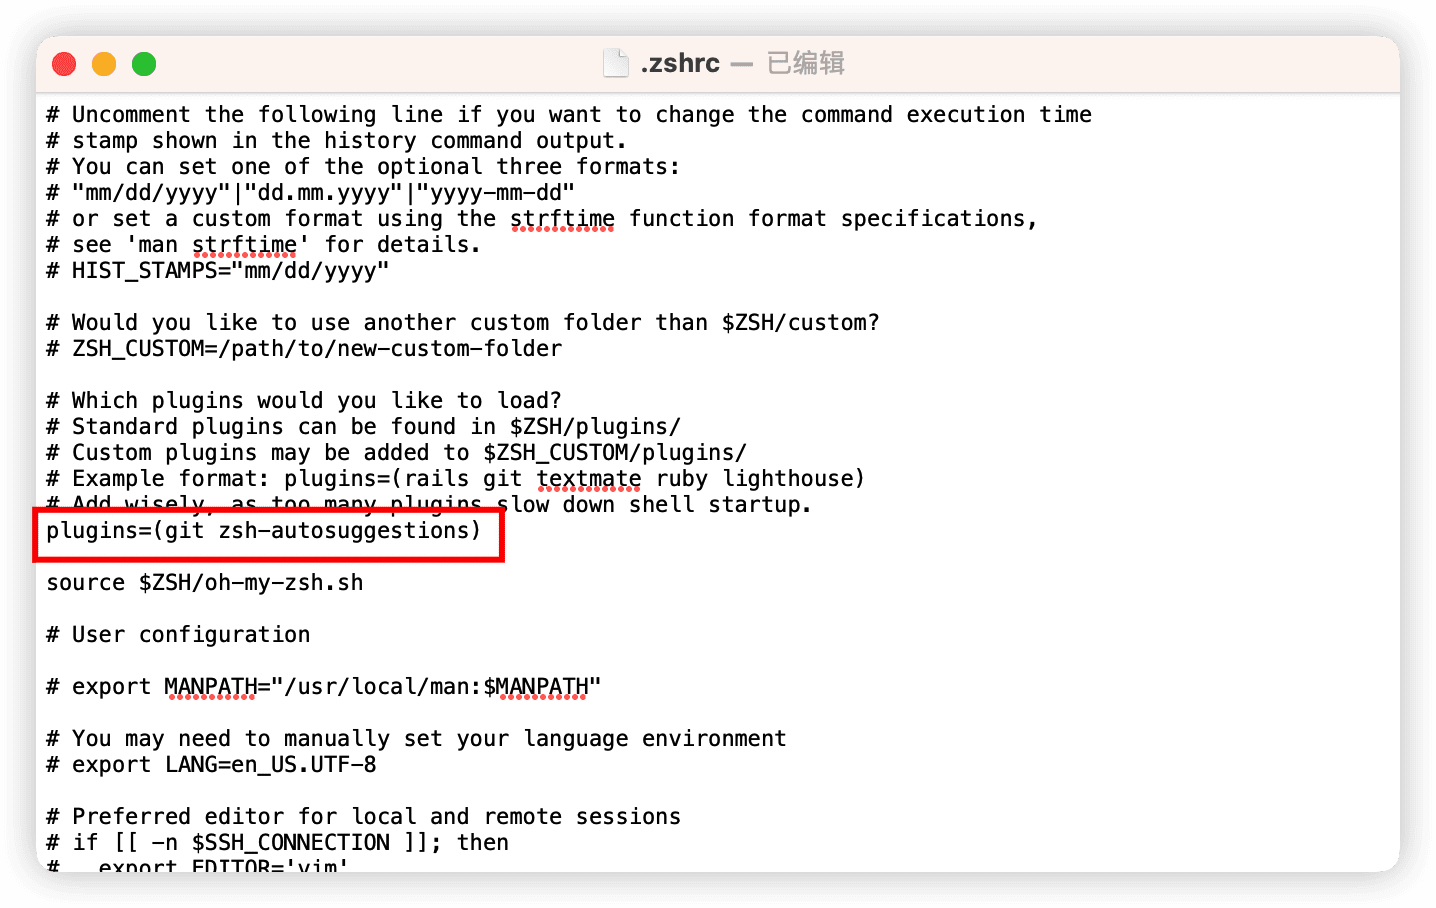 .zshrc — 已编辑
# Uncomment the following line if you want to change the command execution time
# stamp shown in the history command output.
# You can set one of the optional three formats:
# "mm/dd/yyyy"|"dd.mm.yyyy"|"yyyy-mm-dd"
# or set a custom format using the strftime function format specifications,
# see 'man strftime' for details.
# HIST_STAMPS="mm/dd/yyyy"

# Would you like to use another custom folder than $ZSH/custom?
# ZSH_CUSTOM=/path/to/new-custom-folder

# Which plugins would you like to load?
# Standard plugins can be found in $ZSH/plugins/
# Custom plugins may be added to $ZSH_CUSTOM/plugins/
# Example format: plugins=(rails git textmate ruby lighthouse)
# Add wisely, as too many plugins slow down shell startup.
plugins=(git zsh-autosuggestions)

source $ZSH/oh-my-zsh.sh

# User configuration

# export MANPATH="/usr/local/man:$MANPATH"

# You may need to manually set your language environment
# export LANG=en_US.UTF-8

# Preferred editor for local and remote sessions
# if [[ -n $SSH_CONNECTION ]]; then
#   export EDITOR='vim'